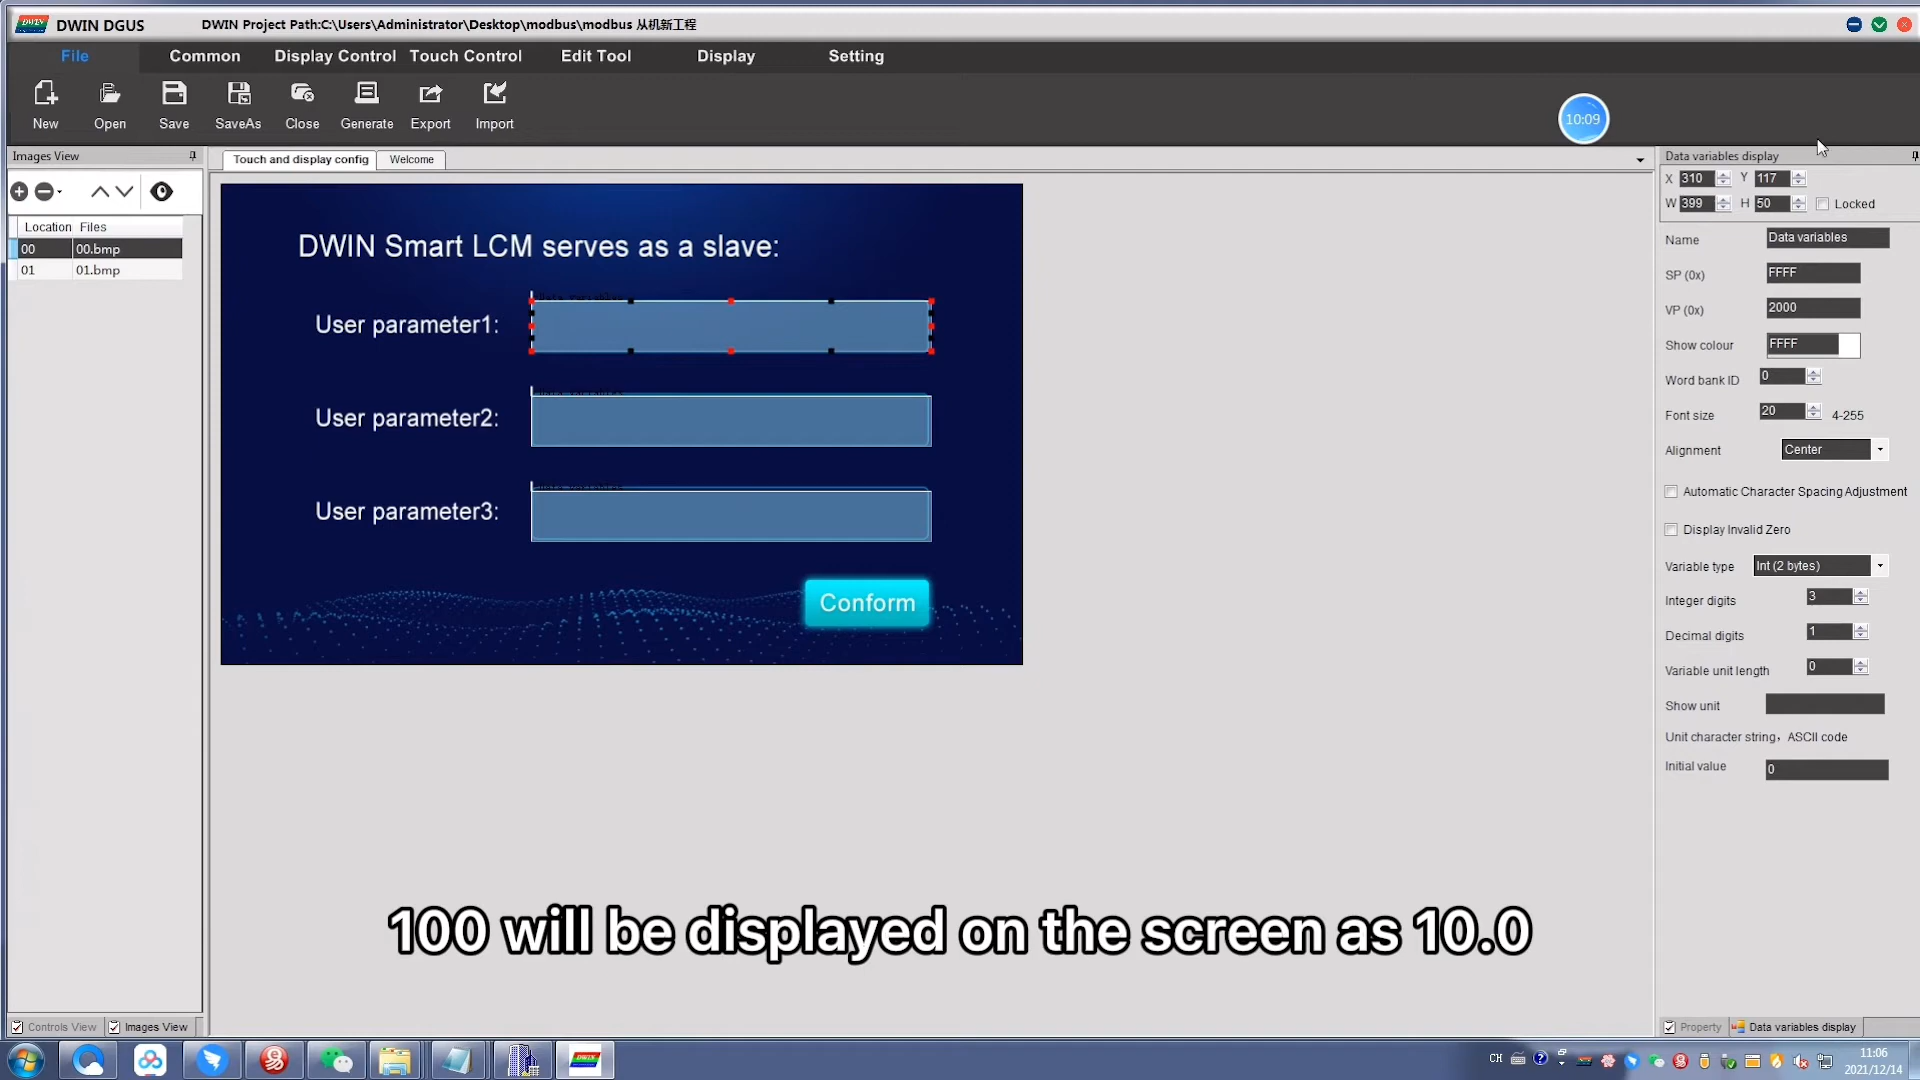 DWIN DGUS DWIN Project Path:C:\Users\Administrator\Desktop\modbus\modbus 从机新工程
File Common Display Control Touch Control Edit Tool Display Setting
New Open Save SaveAs Close Generate Export Import
10:09
Images View
Touch and display config Welcome
Data variables display
X 310 Y 117
W 399 H 50 Locked
Location Files
00 00.bmp
01 01.bmp
DWIN Smart LCM serves as a slave:
Data variables
User parameter1:
Data variables
User parameter2:
Data variables
User parameter3:
Conform
Name Data variables
SP (0x) FFFF
VP (0x) 2000
Show colour FFFF
Word bank ID 0
Font size 20 4-255
Alignment Center
Automatic Character Spacing Adjustment
Display Invalid Zero
Variable type Int (2 bytes)
Integer digits 3
Decimal digits 1
Variable unit length 0
Show unit
Unit character string，ASCII code
Initial value 0
100 will be displayed on the screen as 10.0
Controls View Images View
Property Data variables display
CH 11:06
2021/12/14